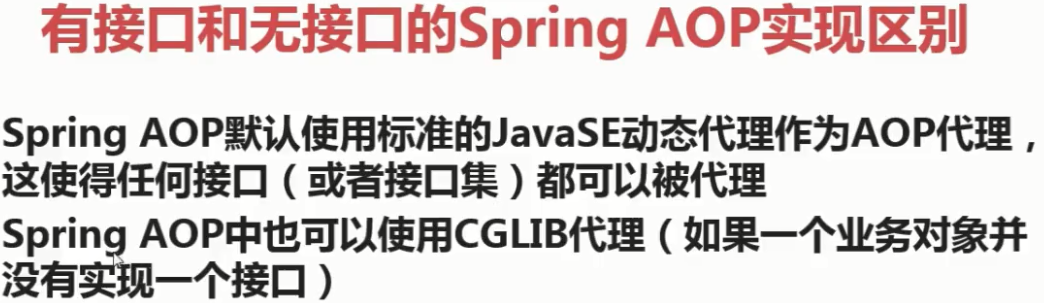 有接口和无接口的Spring AOP实现区别
Spring AOP默认使用标准的JavaSE动态代理作为AOP代理，
这使得任何接口（或者接口集）都可以被代理
Spring AOP中也可以使用CGLIB代理（如果一个业务对象并
没有实现一个接口）